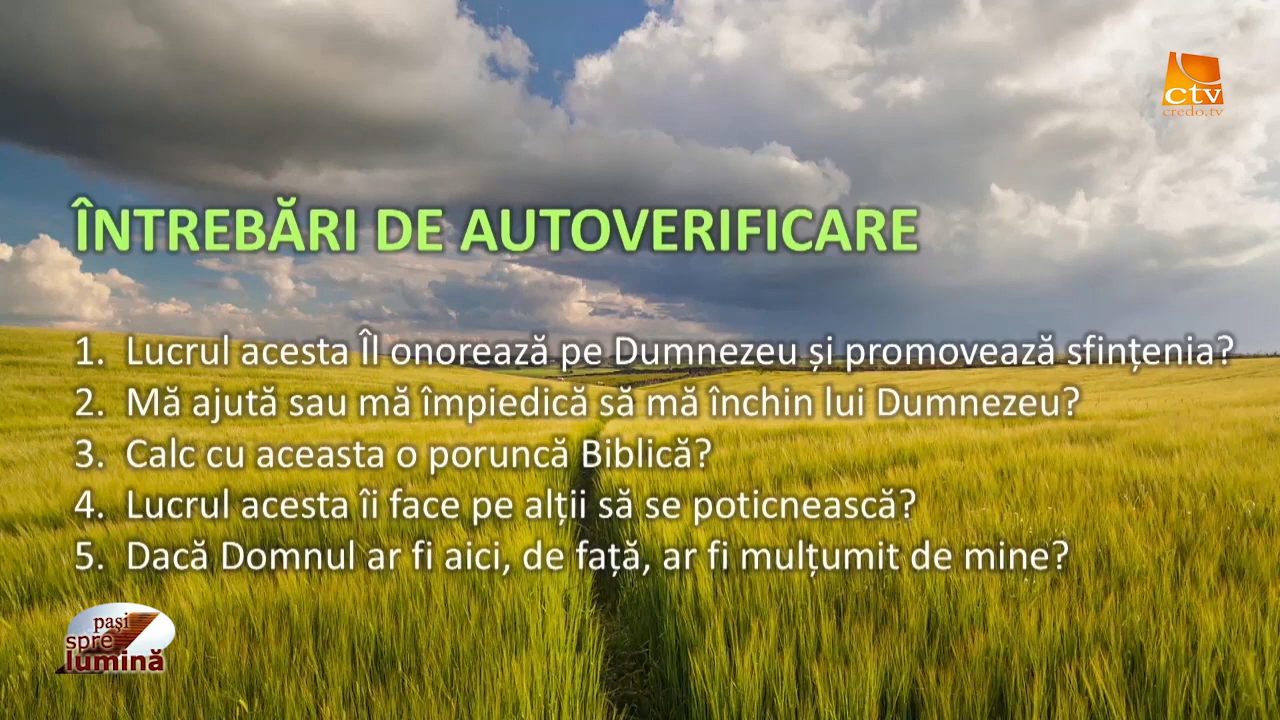 ctv
credo.tv
ÎNTREBĂRI DE AUTOVERIFICARE
1. Lucrul acesta Îl onorează pe Dumnezeu și promovează sfințenia?
2. Mă ajută sau mă împiedică să mă închin lui Dumnezeu?
3. Calc cu aceasta o poruncă Biblică?
4. Lucrul acesta îi face pe alții să se poticnească?
5. Dacă Domnul ar fi aici, de față, ar fi mulțumit de mine?
pași
spre
lumină